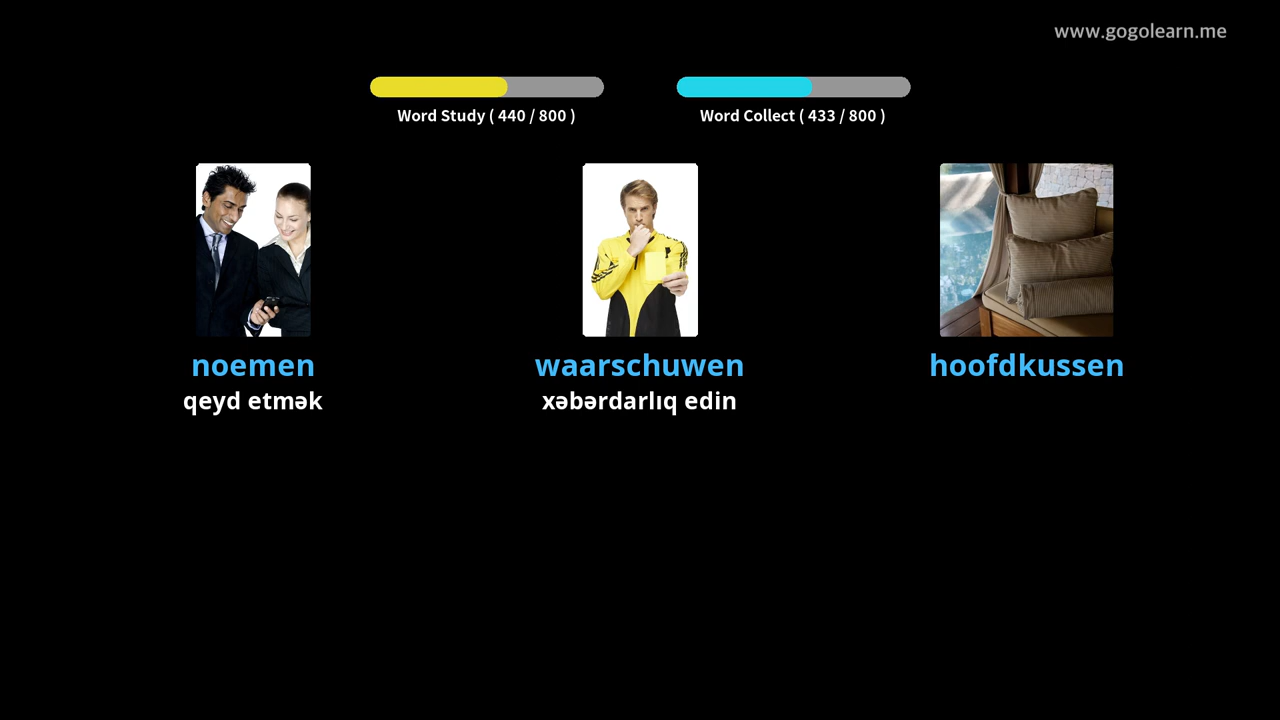 www.gogolearn.me
Word Study ( 440 / 800 )
Word Collect ( 433 / 800 )
noemen
qeyd etmək
waarschuwen
xəbərdarlıq edin
hoofdkussen